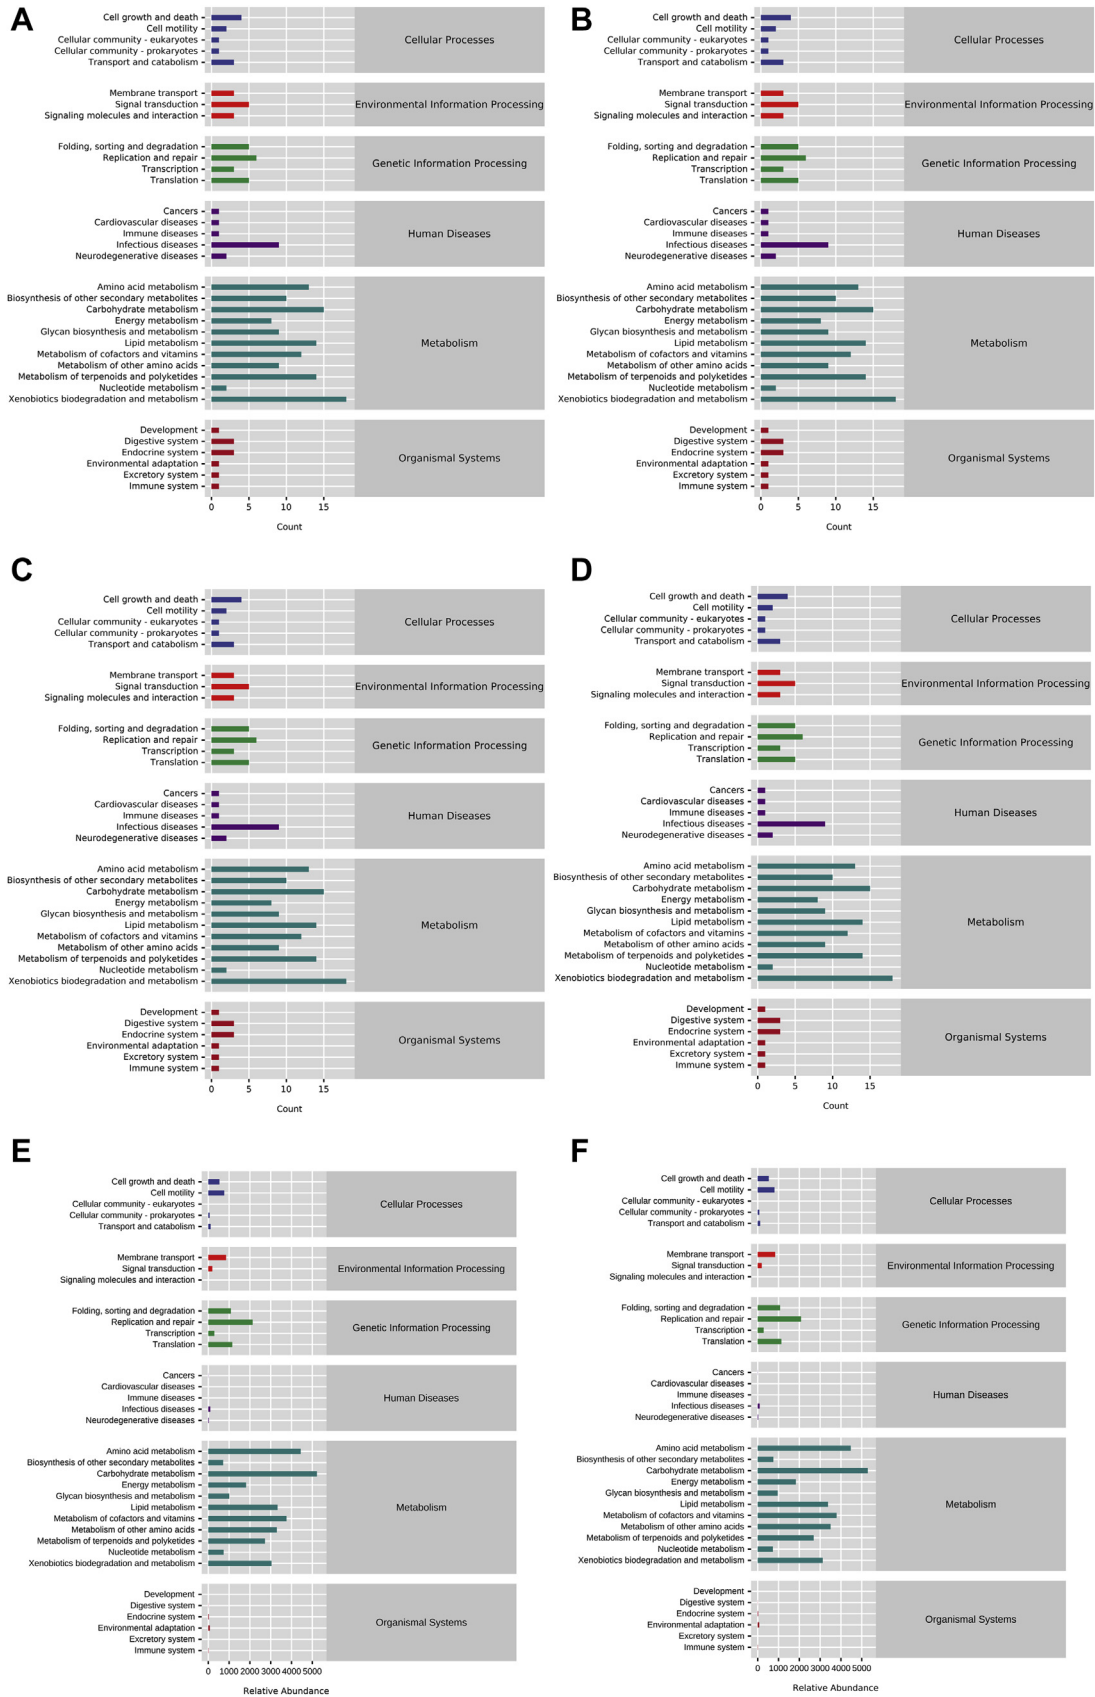 A
Cell growth and death
Cell motility
Cellular community - eukaryotes
Cellular community - prokaryotes
Transport and catabolism
Cellular Processes
Membrane transport
Signal transduction
Signaling molecules and interaction
Environmental Information Processing
Folding, sorting and degradation
Replication and repair
Transcription
Translation
Genetic Information Processing
Cancers
Cardiovascular diseases
Immune diseases
Infectious diseases
Neurodegenerative diseases
Human Diseases
Amino acid metabolism
Biosynthesis of other secondary metabolites
Carbohydrate metabolism
Energy metabolism
Glycan biosynthesis and metabolism
Lipid metabolism
Metabolism of cofactors and vitamins
Metabolism of other amino acids
Metabolism of terpenoids and polyketides
Nucleotide metabolism
Xenobiotics biodegradation and metabolism
Metabolism
Development
Digestive system
Endocrine system
Environmental adaptation
Excretory system
Immune system
Organismal Systems
0 5 10 15
Count
B
Cell growth and death
Cell motility
Cellular community - eukaryotes
Cellular community - prokaryotes
Transport and catabolism
Cellular Processes
Membrane transport
Signal transduction
Signaling molecules and interaction
Environmental Information Processing
Folding, sorting and degradation
Replication and repair
Transcription
Translation
Genetic Information Processing
Cancers
Cardiovascular diseases
Immune diseases
Infectious diseases
Neurodegenerative diseases
Human Diseases
Amino acid metabolism
Biosynthesis of other secondary metabolites
Carbohydrate metabolism
Energy metabolism
Glycan biosynthesis and metabolism
Lipid metabolism
Metabolism of cofactors and vitamins
Metabolism of other amino acids
Metabolism of terpenoids and polyketides
Nucleotide metabolism
Xenobiotics biodegradation and metabolism
Metabolism
Development
Digestive system
Endocrine system
Environmental adaptation
Excretory system
Immune system
Organismal Systems
0 5 10 15
Count
C
Cell growth and death
Cell motility
Cellular community - eukaryotes
Cellular community - prokaryotes
Transport and catabolism
Cellular Processes
Membrane transport
Signal transduction
Signaling molecules and interaction
Environmental Information Processing
Folding, sorting and degradation
Replication and repair
Transcription
Translation
Genetic Information Processing
Cancers
Cardiovascular diseases
Immune diseases
Infectious diseases
Neurodegenerative diseases
Human Diseases
Amino acid metabolism
Biosynthesis of other secondary metabolites
Carbohydrate metabolism
Energy metabolism
Glycan biosynthesis and metabolism
Lipid metabolism
Metabolism of cofactors and vitamins
Metabolism of other amino acids
Metabolism of terpenoids and polyketides
Nucleotide metabolism
Xenobiotics biodegradation and metabolism
Metabolism
Development
Digestive system
Endocrine system
Environmental adaptation
Excretory system
Immune system
Organismal Systems
0 5 10 15
Count
D
Cell growth and death
Cell motility
Cellular community - eukaryotes
Cellular community - prokaryotes
Transport and catabolism
Cellular Processes
Membrane transport
Signal transduction
Signaling molecules and interaction
Environmental Information Processing
Folding, sorting and degradation
Replication and repair
Transcription
Translation
Genetic Information Processing
Cancers
Cardiovascular diseases
Immune diseases
Infectious diseases
Neurodegenerative diseases
Human Diseases
Amino acid metabolism
Biosynthesis of other secondary metabolites
Carbohydrate metabolism
Energy metabolism
Glycan biosynthesis and metabolism
Lipid metabolism
Metabolism of cofactors and vitamins
Metabolism of other amino acids
Metabolism of terpenoids and polyketides
Nucleotide metabolism
Xenobiotics biodegradation and metabolism
Metabolism
Development
Digestive system
Endocrine system
Environmental adaptation
Excretory system
Immune system
Organismal Systems
0 5 10 15
Count
E
Cell growth and death
Cell motility
Cellular community - eukaryotes
Cellular community - prokaryotes
Transport and catabolism
Cellular Processes
Membrane transport
Signal transduction
Signaling molecules and interaction
Environmental Information Processing
Folding, sorting and degradation
Replication and repair
Transcription
Translation
Genetic Information Processing
Cancers
Cardiovascular diseases
Immune diseases
Infectious diseases
Neurodegenerative diseases
Human Diseases
Amino acid metabolism
Biosynthesis of other secondary metabolites
Carbohydrate metabolism
Energy metabolism
Glycan biosynthesis and metabolism
Lipid metabolism
Metabolism of cofactors and vitamins
Metabolism of other amino acids
Metabolism of terpenoids and polyketides
Nucleotide metabolism
Xenobiotics biodegradation and metabolism
Metabolism
Development
Digestive system
Endocrine system
Environmental adaptation
Excretory system
Immune system
Organismal Systems
0 1000 2000 3000 4000 5000
Relative Abundance
F
Cell growth and death
Cell motility
Cellular community - eukaryotes
Cellular community - prokaryotes
Transport and catabolism
Cellular Processes
Membrane transport
Signal transduction
Signaling molecules and interaction
Environmental Information Processing
Folding, sorting and degradation
Replication and repair
Transcription
Translation
Genetic Information Processing
Cancers
Cardiovascular diseases
Immune diseases
Infectious diseases
Neurodegenerative diseases
Human Diseases
Amino acid metabolism
Biosynthesis of other secondary metabolites
Carbohydrate metabolism
Energy metabolism
Glycan biosynthesis and metabolism
Lipid metabolism
Metabolism of cofactors and vitamins
Metabolism of other amino acids
Metabolism of terpenoids and polyketides
Nucleotide metabolism
Xenobiotics biodegradation and metabolism
Metabolism
Development
Digestive system
Endocrine system
Environmental adaptation
Excretory system
Immune system
Organismal Systems
0 1000 2000 3000 4000 5000
Relative Abundance